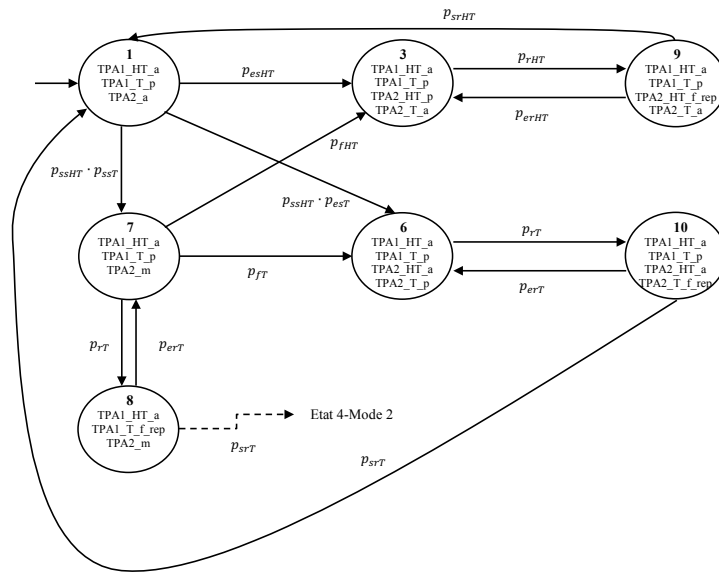 p_srHT
1
TPA1_HT_a
TPA1_T_p
TPA2_a
p_esHT
3
TPA1_HT_a
TPA1_T_p
TPA2_HT_p
TPA2_T_a
p_rHT
p_erHT
9
TPA1_HT_a
TPA1_T_p
TPA2_HT_f_rep
TPA2_T_a
p_fHT
p_ssHT · p_ssT
p_ssHT · p_esT
7
TPA1_HT_a
TPA1_T_p
TPA2_m
p_fT
6
TPA1_HT_a
TPA1_T_p
TPA2_HT_a
TPA2_T_p
p_rT
p_erT
10
TPA1_HT_a
TPA1_T_p
TPA2_HT_a
TPA2_T_f_rep
p_rT
p_erT
8
TPA1_HT_a
TPA1_T_f_rep
TPA2_m
p_srT
Etat 4-Mode 2
p_srT